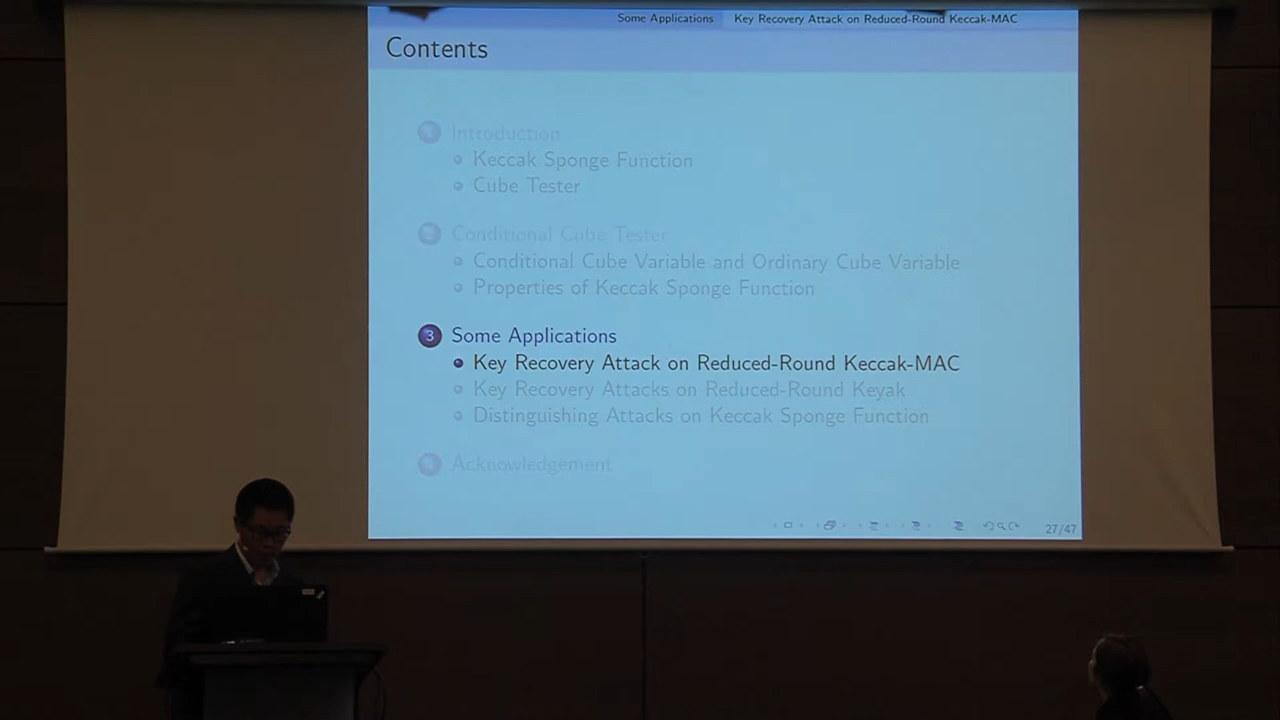 Some Applications Key Recovery Attack on Reduced-Round Keccak-MAC
Contents
1 Introduction
Keccak Sponge Function
Cube Tester
2 Conditional Cube Tester
Conditional Cube Variable and Ordinary Cube Variable
Properties of Keccak Sponge Function
3 Some Applications
Key Recovery Attack on Reduced-Round Keccak-MAC
Key Recovery Attacks on Reduced-Round Keyak
Distinguishing Attacks on Keccak Sponge Function
4 Acknowledgement
27/47